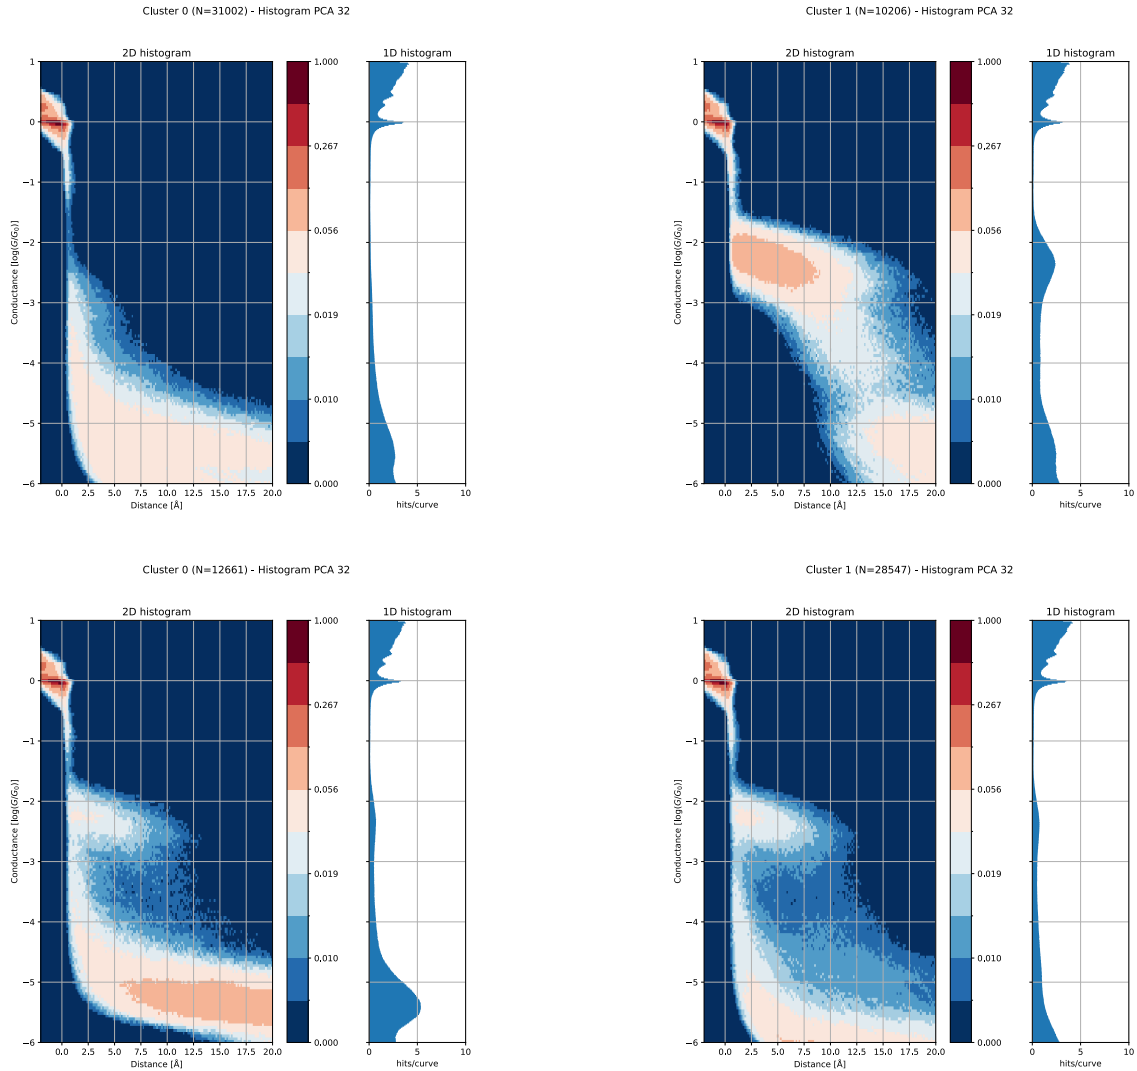 Cluster 0 (N=31002) - Histogram PCA 32
2D histogram
1D histogram
Conductance [log(G/G₀)]
1
0
−1
−2
−3
−4
−5
−6
0.0 2.5 5.0 7.5 10.0 12.5 15.0 17.5 20.0
Distance [Å]
1.000
0.267
0.056
0.019
0.010
0.000
0 5 10
hits/curve
Cluster 1 (N=10206) - Histogram PCA 32
2D histogram
1D histogram
Conductance [log(G/G₀)]
1
0
−1
−2
−3
−4
−5
−6
0.0 2.5 5.0 7.5 10.0 12.5 15.0 17.5 20.0
Distance [Å]
1.000
0.267
0.056
0.019
0.010
0.000
0 5 10
hits/curve
Cluster 0 (N=12661) - Histogram PCA 32
2D histogram
1D histogram
Conductance [log(G/G₀)]
1
0
−1
−2
−3
−4
−5
−6
0.0 2.5 5.0 7.5 10.0 12.5 15.0 17.5 20.0
Distance [Å]
1.000
0.267
0.056
0.019
0.010
0.000
0 5 10
hits/curve
Cluster 1 (N=28547) - Histogram PCA 32
2D histogram
1D histogram
Conductance [log(G/G₀)]
1
0
−1
−2
−3
−4
−5
−6
0.0 2.5 5.0 7.5 10.0 12.5 15.0 17.5 20.0
Distance [Å]
1.000
0.267
0.056
0.019
0.010
0.000
0 5 10
hits/curve